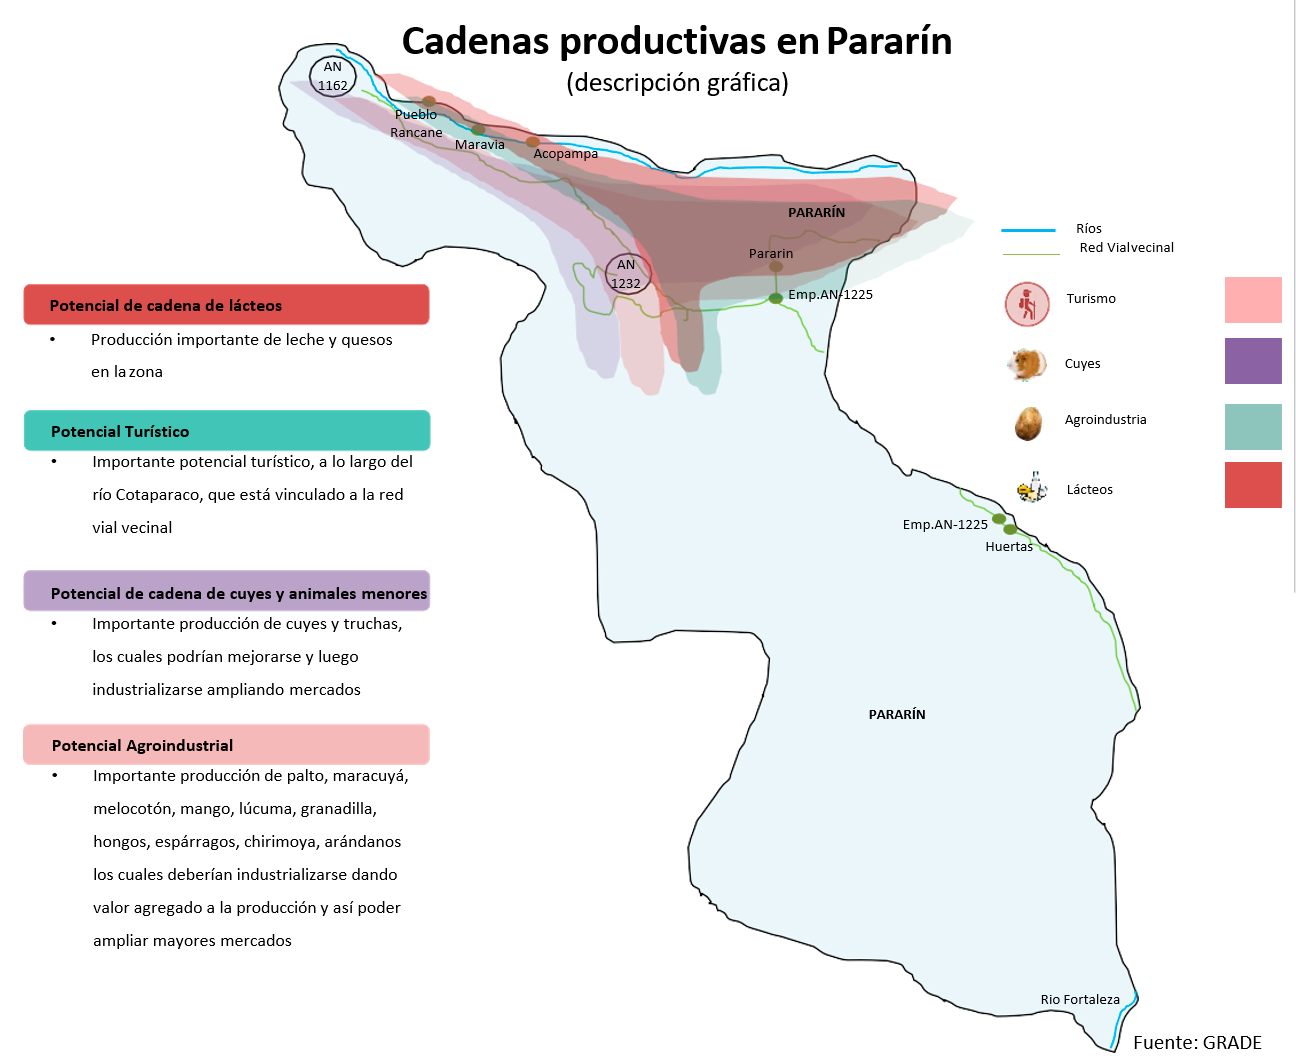 Cadenas productivas en Pararín
(descripción gráfica)
AN
1162
Pueblo
Rancane
Maravia
Acopampa
PARARÍN
Pararin
AN
1232
Emp.AN-1225
Ríos
Red Vialvecinal
Turismo
Cuyes
Agroindustria
Lácteos
Potencial de cadena de lácteos
• Producción importante de leche y quesos
en la zona
Potencial Turístico
• Importante potencial turístico, a lo largo del
río Cotaparaco, que está vinculado a la red
vial vecinal
Potencial de cadena de cuyes y animales menores
• Importante producción de cuyes y truchas,
los cuales podrían mejorarse y luego
industrializarse ampliando mercados
Potencial Agroindustrial
• Importante producción de palto, maracuyá,
melocotón, mango, lúcuma, granadilla,
hongos, espárragos, chirimoya, arándanos
los cuales deberían industrializarse dando
valor agregado a la producción y así poder
ampliar mayores mercados
Emp.AN-1225
Huertas
PARARÍN
Rio Fortaleza
Fuente: GRADE